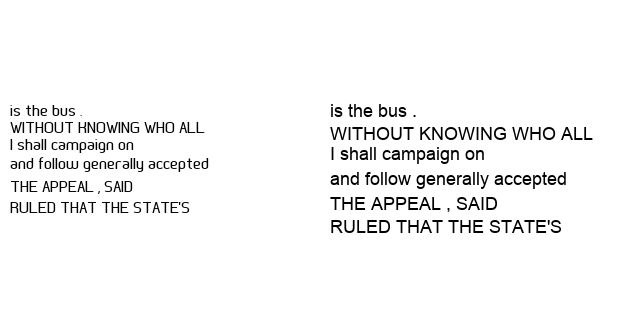 is the bus .
WITHOUT KNOWING WHO ALL
I shall campaign on
and follow generally accepted
THE APPEAL , SAID
RULED THAT THE STATE'S
is the bus .
WITHOUT KNOWING WHO ALL
I shall campaign on
and follow generally accepted
THE APPEAL , SAID
RULED THAT THE STATE'S